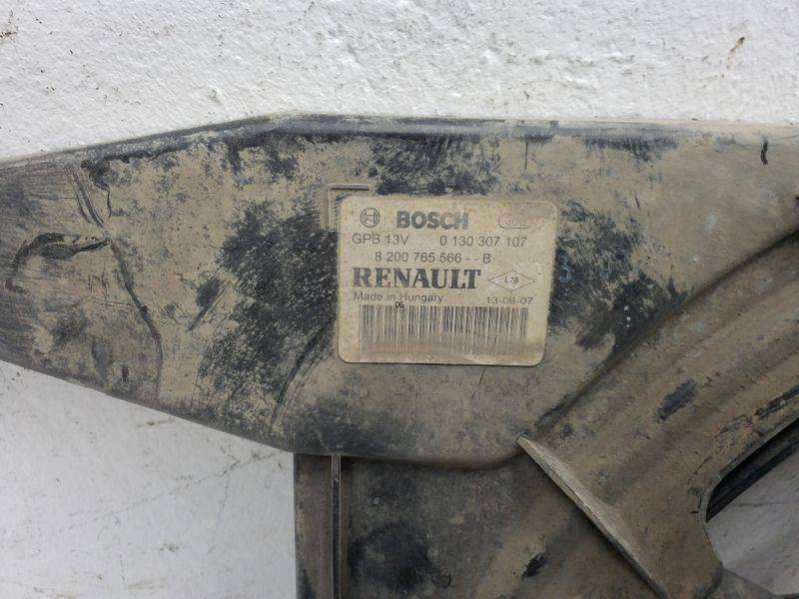 BOSCH
GPB 13V 0 130 307 107
8 200 765 566 -- B
RENAULT
Made in Hungary 13-06-07